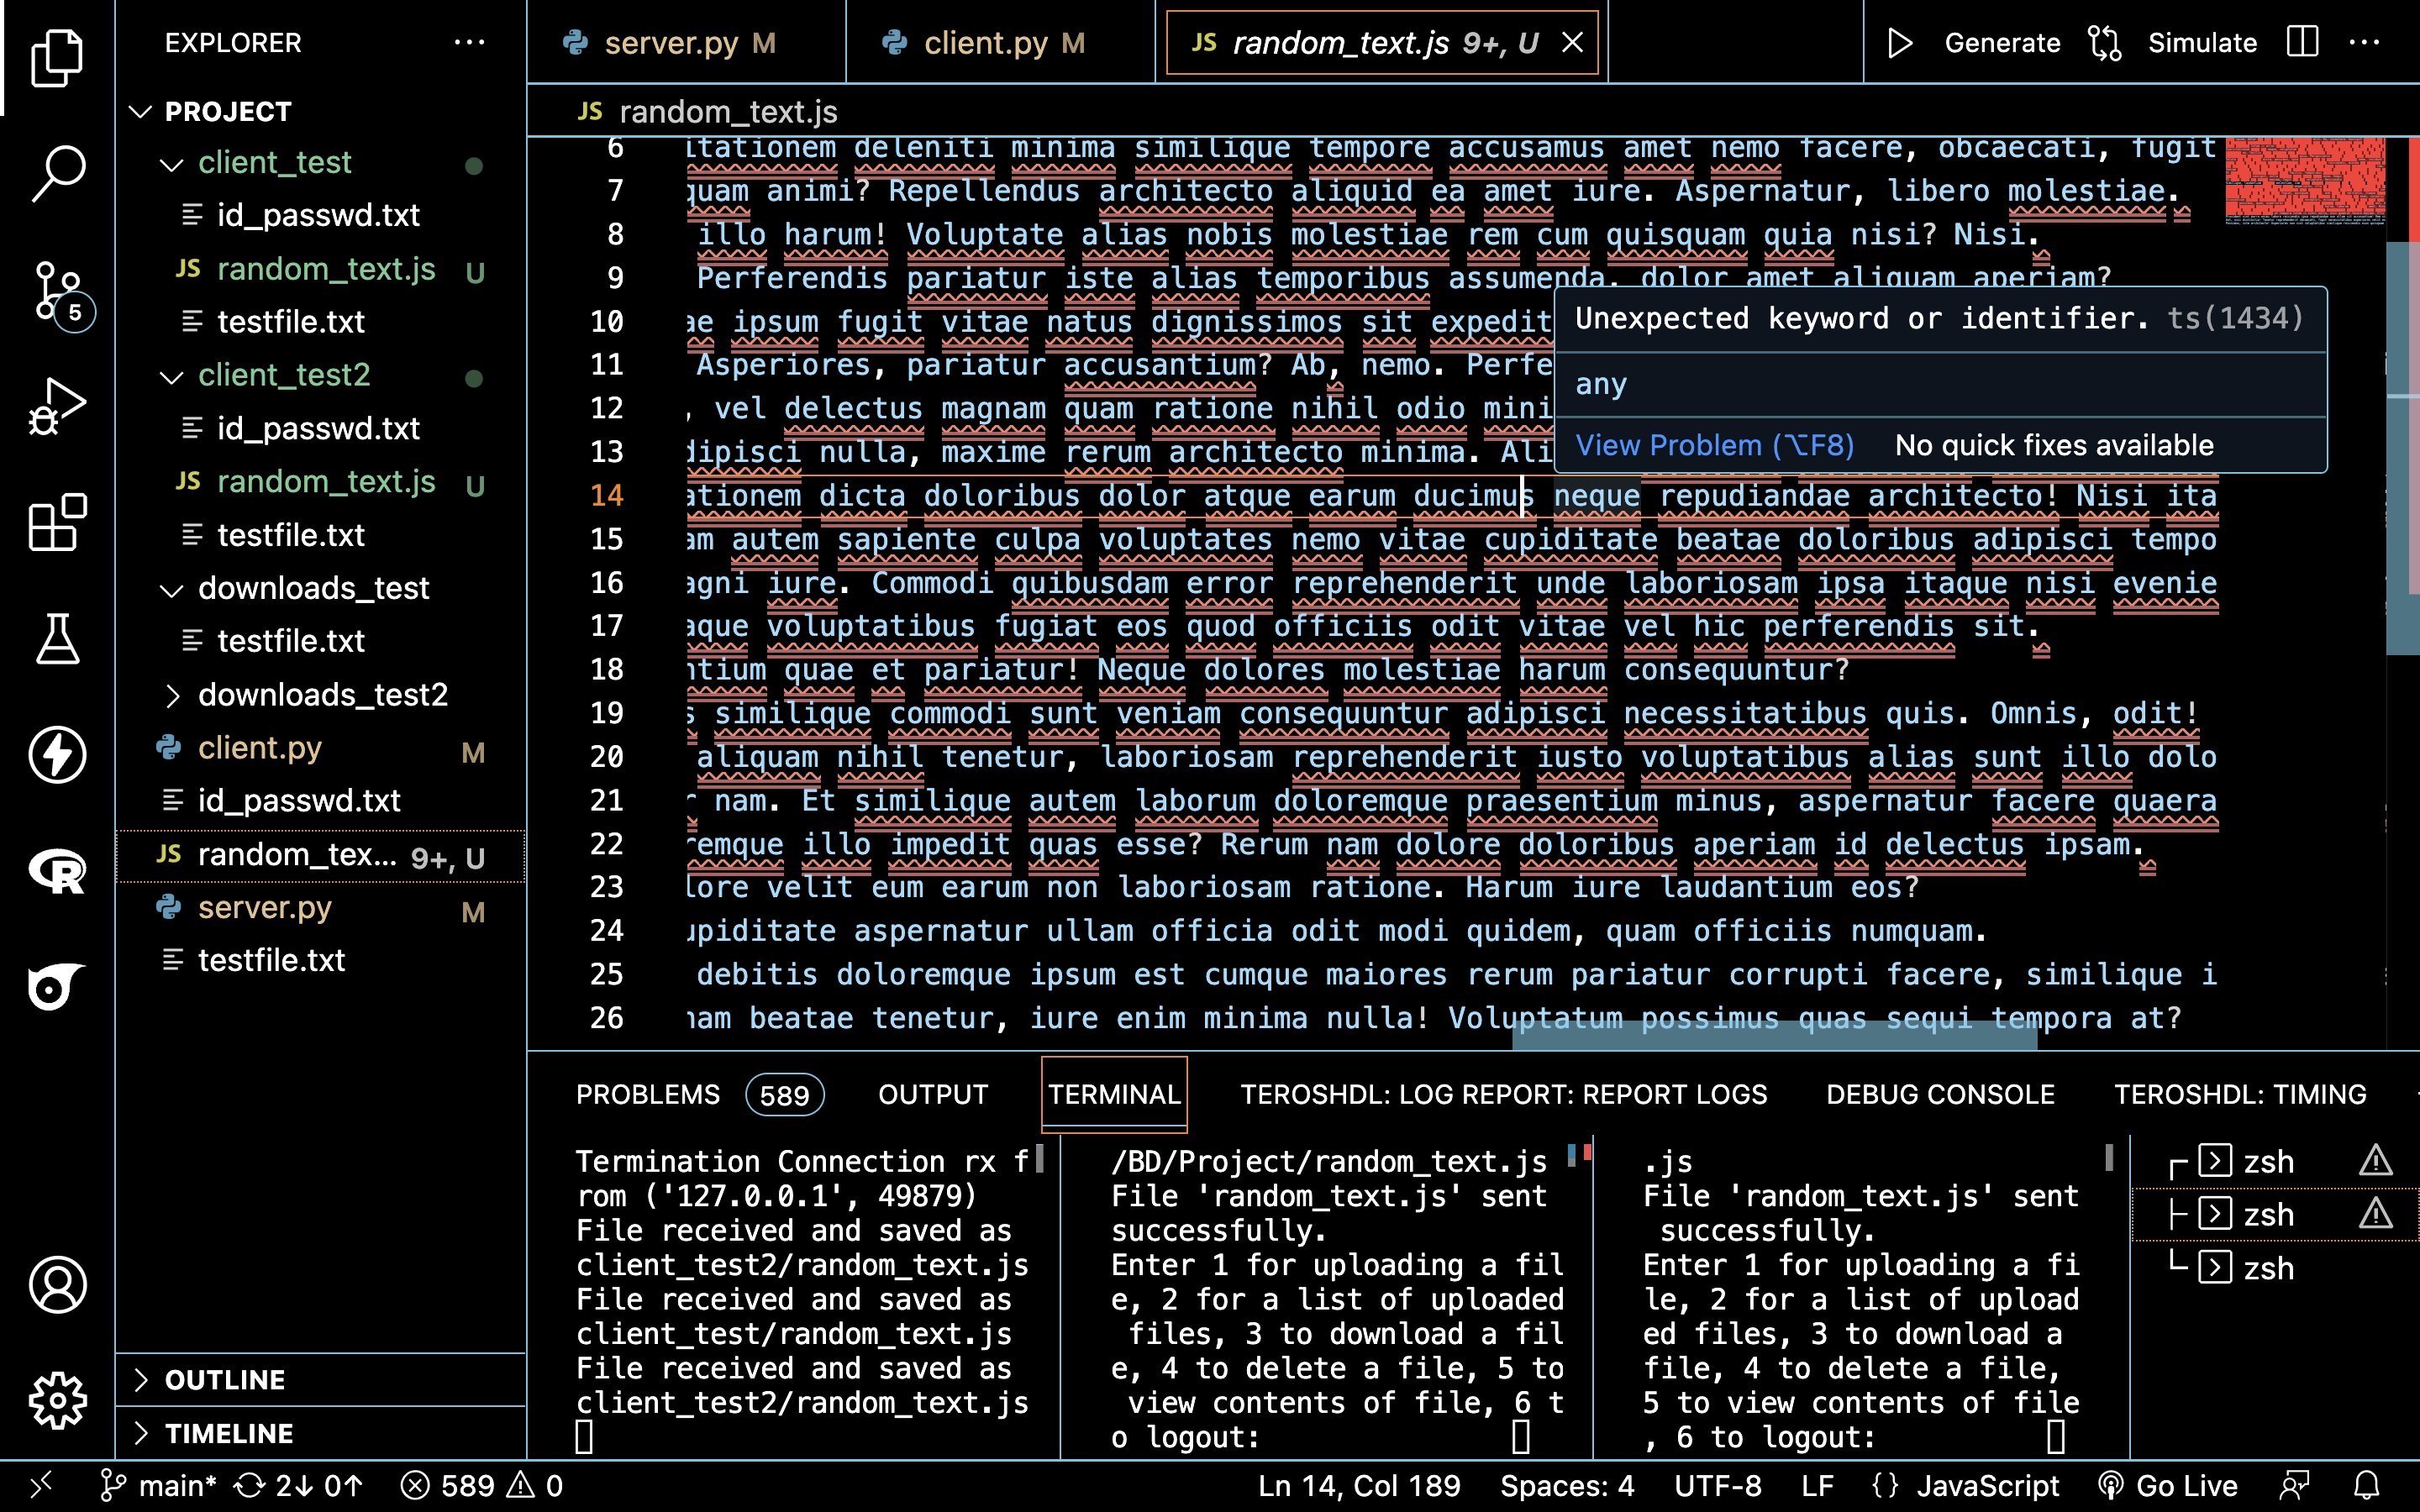 EXPLORER
PROJECT
client_test
id_passwd.txt
JS random_text.js U
testfile.txt
client_test2
id_passwd.txt
JS random_text.js U
testfile.txt
downloads_test
testfile.txt
downloads_test2
client.py M
id_passwd.txt
JS random_tex... 9+, U
server.py M
testfile.txt
OUTLINE
TIMELINE
5
server.py M
client.py M
JS random_text.js 9+, U
Generate
Simulate
JS random_text.js
6 itationem deleniti minima similique tempore accusamus amet nemo facere, obcaecati, fugit
7 quam animi? Repellendus architecto aliquid ea amet iure. Aspernatur, libero molestiae.
8 illo harum! Voluptate alias nobis molestiae rem cum quisquam quia nisi? Nisi.
9 Perferendis pariatur iste alias temporibus assumenda, dolor amet aliquam aperiam?
10 ae ipsum fugit vitae natus dignissimos sit expedit
11 Asperiores, pariatur accusantium? Ab, nemo. Perfe
12 , vel delectus magnam quam ratione nihil odio mini
13 dipisci nulla, maxime rerum architecto minima. Ali
14 ationem dicta doloribus dolor atque earum ducimus neque repudiandae architecto! Nisi ita
15 am autem sapiente culpa voluptates nemo vitae cupiditate beatae doloribus adipisci tempo
16 agni iure. Commodi quibusdam error reprehenderit unde laboriosam ipsa itaque nisi evenie
17 aque voluptatibus fugiat eos quod officiis odit vitae vel hic perferendis sit.
18 ntium quae et pariatur! Neque dolores molestiae harum consequuntur?
19 s similique commodi sunt veniam consequuntur adipisci necessitatibus quis. Omnis, odit!
20 aliquam nihil tenetur, laboriosam reprehenderit iusto voluptatibus alias sunt illo dolo
21 r nam. Et similique autem laborum doloremque praesentium minus, aspernatur facere quaera
22 remque illo impedit quas esse? Rerum nam dolore doloribus aperiam id delectus ipsam.
23 lore velit eum earum non laboriosam ratione. Harum iure laudantium eos?
24 upiditate aspernatur ullam officia odit modi quidem, quam officiis numquam.
25 debitis doloremque ipsum est cumque maiores rerum pariatur corrupti facere, similique i
26 nam beatae tenetur, iure enim minima nulla! Voluptatum possimus quas sequi tempora at?
Unexpected keyword or identifier. ts(1434)
any
View Problem (⌥F8) No quick fixes available
PROBLEMS 589 OUTPUT TERMINAL TEROSHDL: LOG REPORT: REPORT LOGS DEBUG CONSOLE TEROSHDL: TIMING
Termination Connection rx f
rom ('127.0.0.1', 49879)
File received and saved as
client_test2/random_text.js
File received and saved as
client_test/random_text.js
File received and saved as
client_test2/random_text.js
/BD/Project/random_text.js
File 'random_text.js' sent
successfully.
Enter 1 for uploading a fil
e, 2 for a list of uploaded
files, 3 to download a fil
e, 4 to delete a file, 5 to
view contents of file, 6 t
o logout:
.js
File 'random_text.js' sent
successfully.
Enter 1 for uploading a fi
le, 2 for a list of upload
ed files, 3 to download a
file, 4 to delete a file,
5 to view contents of file
, 6 to logout:
zsh
zsh
zsh
main* 2↓ 0↑ 589 0 Ln 14, Col 189 Spaces: 4 UTF-8 LF {} JavaScript Go Live